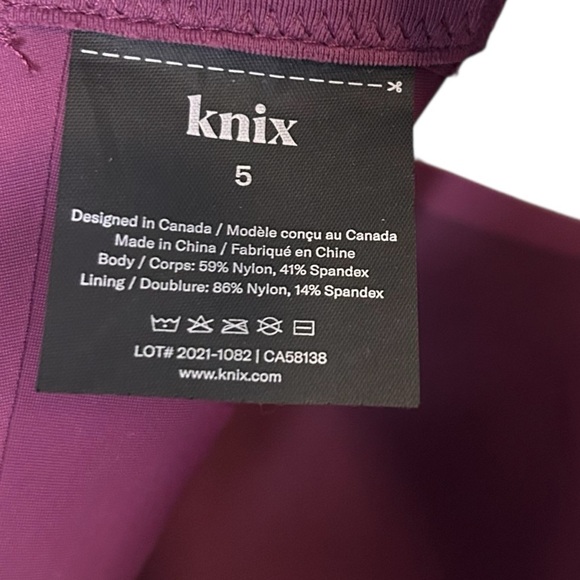 knix
5
Designed in Canada / Modèle conçu au Canada
Made in China / Fabriqué en Chine
Body / Corps: 59% Nylon, 41% Spandex
Lining / Doublure: 86% Nylon, 14% Spandex
LOT# 2021-1082 | CA58138
www.knix.com